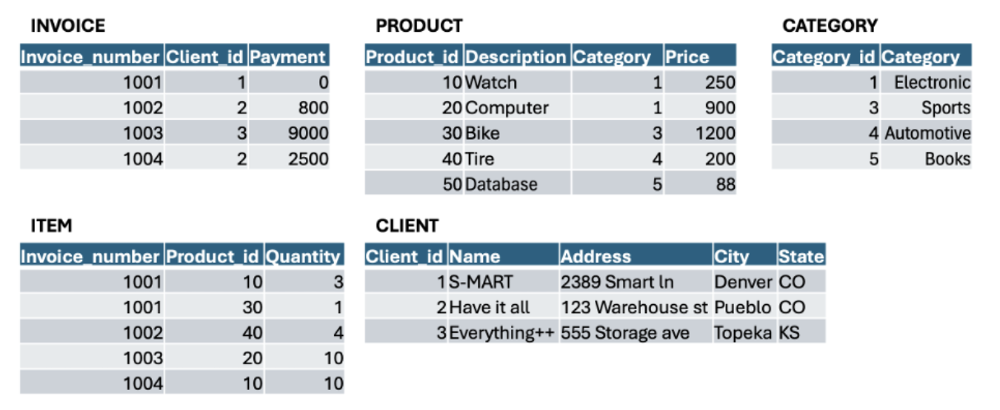 INVOICE
Invoice_number Client_id Payment
1001 1 0
1002 2 800
1003 3 9000
1004 2 2500
PRODUCT
Product_id Description Category Price
10 Watch 1 250
20 Computer 1 900
30 Bike 3 1200
40 Tire 4 200
50 Database 5 88
CATEGORY
Category_id Category
1 Electronic
3 Sports
4 Automotive
5 Books
ITEM
Invoice_number Product_id Quantity
1001 10 3
1001 30 1
1002 40 4
1003 20 10
1004 10 10
CLIENT
Client_id Name Address City State
1 S-MART 2389 Smart ln Denver CO
2 Have it all 123 Warehouse st Pueblo CO
3 Everything++ 555 Storage ave Topeka KS